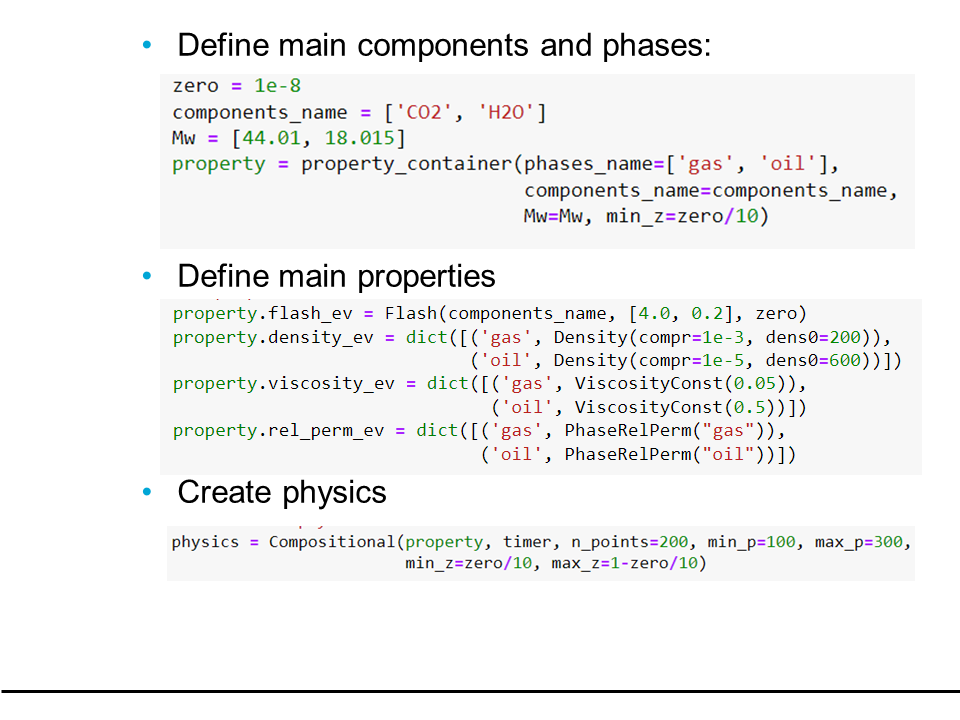 • Define main components and phases:
zero = 1e-8
components_name = ['CO2', 'H2O']
Mw = [44.01, 18.015]
property = property_container(phases_name=['gas', 'oil'],
components_name=components_name,
Mw=Mw, min_z=zero/10)
• Define main properties
property.flash_ev = Flash(components_name, [4.0, 0.2], zero)
property.density_ev = dict([('gas', Density(compr=1e-3, dens0=200)),
('oil', Density(compr=1e-5, dens0=600))])
property.viscosity_ev = dict([('gas', ViscosityConst(0.05)),
('oil', ViscosityConst(0.5))])
property.rel_perm_ev = dict([('gas', PhaseRelPerm("gas")),
('oil', PhaseRelPerm("oil"))])
• Create physics
physics = Compositional(property, timer, n_points=200, min_p=100, max_p=300,
min_z=zero/10, max_z=1-zero/10)